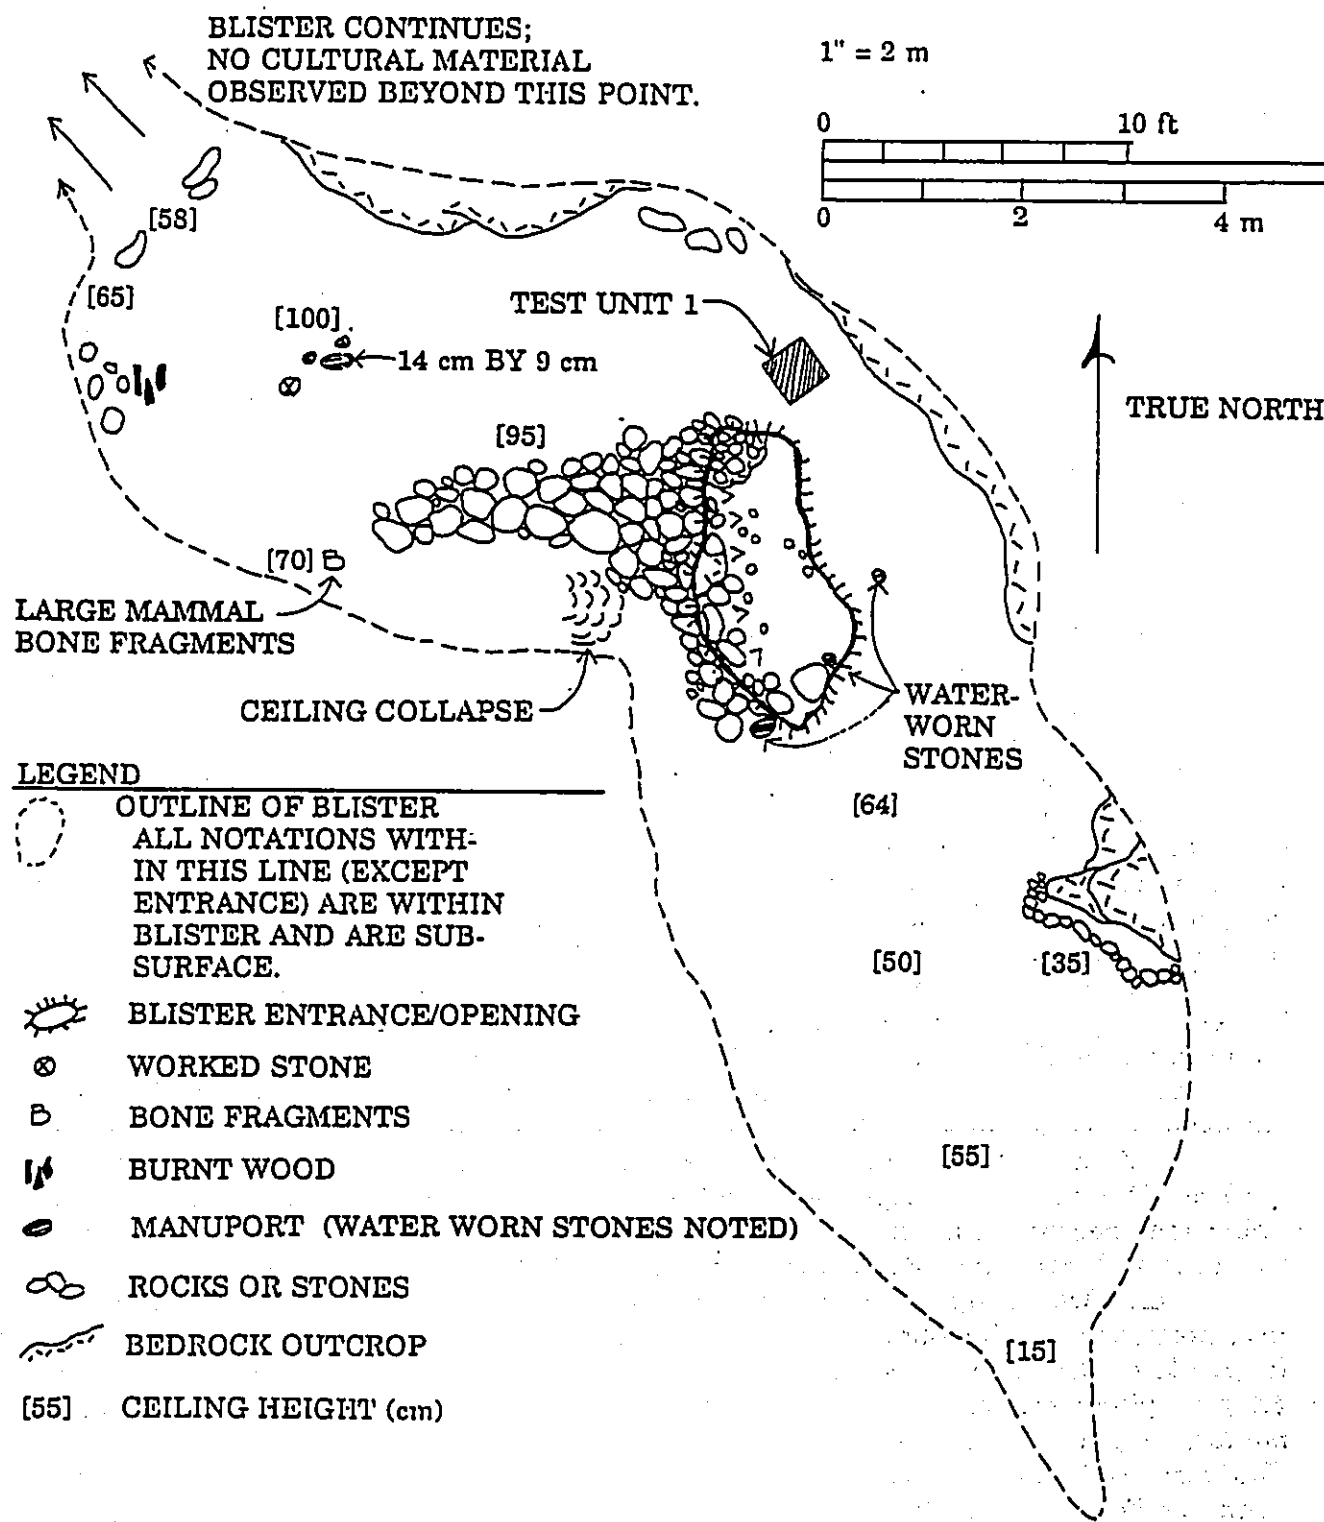 BLISTER CONTINUES;
NO CULTURAL MATERIAL
OBSERVED BEYOND THIS POINT.
1" = 2 m
0 10 ft
0 2 4 m
[58]
[65]
[100]
TEST UNIT 1
14 cm BY 9 cm
TRUE NORTH
[95]
[70]
LARGE MAMMAL
BONE FRAGMENTS
CEILING COLLAPSE
WATER-
WORN
STONES
[64]
[50]
[35]
[55]
[15]
LEGEND
OUTLINE OF BLISTER
ALL NOTATIONS WITH-
IN THIS LINE (EXCEPT
ENTRANCE) ARE WITHIN
BLISTER AND ARE SUB-
SURFACE.
BLISTER ENTRANCE/OPENING
WORKED STONE
BONE FRAGMENTS
BURNT WOOD
MANUPORT (WATER WORN STONES NOTED)
ROCKS OR STONES
BEDROCK OUTCROP
[55] CEILING HEIGHT (cm)